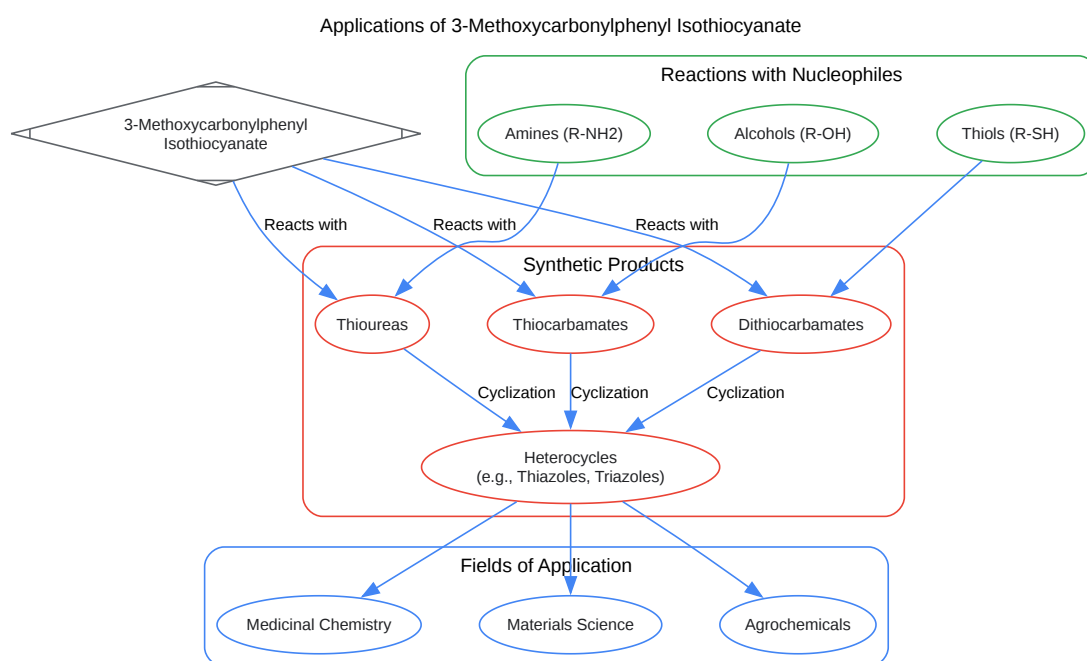 Applications of 3-Methoxycarbonylphenyl Isothiocyanate
Reactions with Nucleophiles
3-Methoxycarbonylphenyl
Isothiocyanate
Amines (R-NH2)
Alcohols (R-OH)
Thiols (R-SH)
Reacts with
Reacts with
Reacts with
Synthetic Products
Thioureas
Thiocarbamates
Dithiocarbamates
Cyclization
Cyclization
Cyclization
Heterocycles
(e.g., Thiazoles, Triazoles)
Fields of Application
Medicinal Chemistry
Materials Science
Agrochemicals